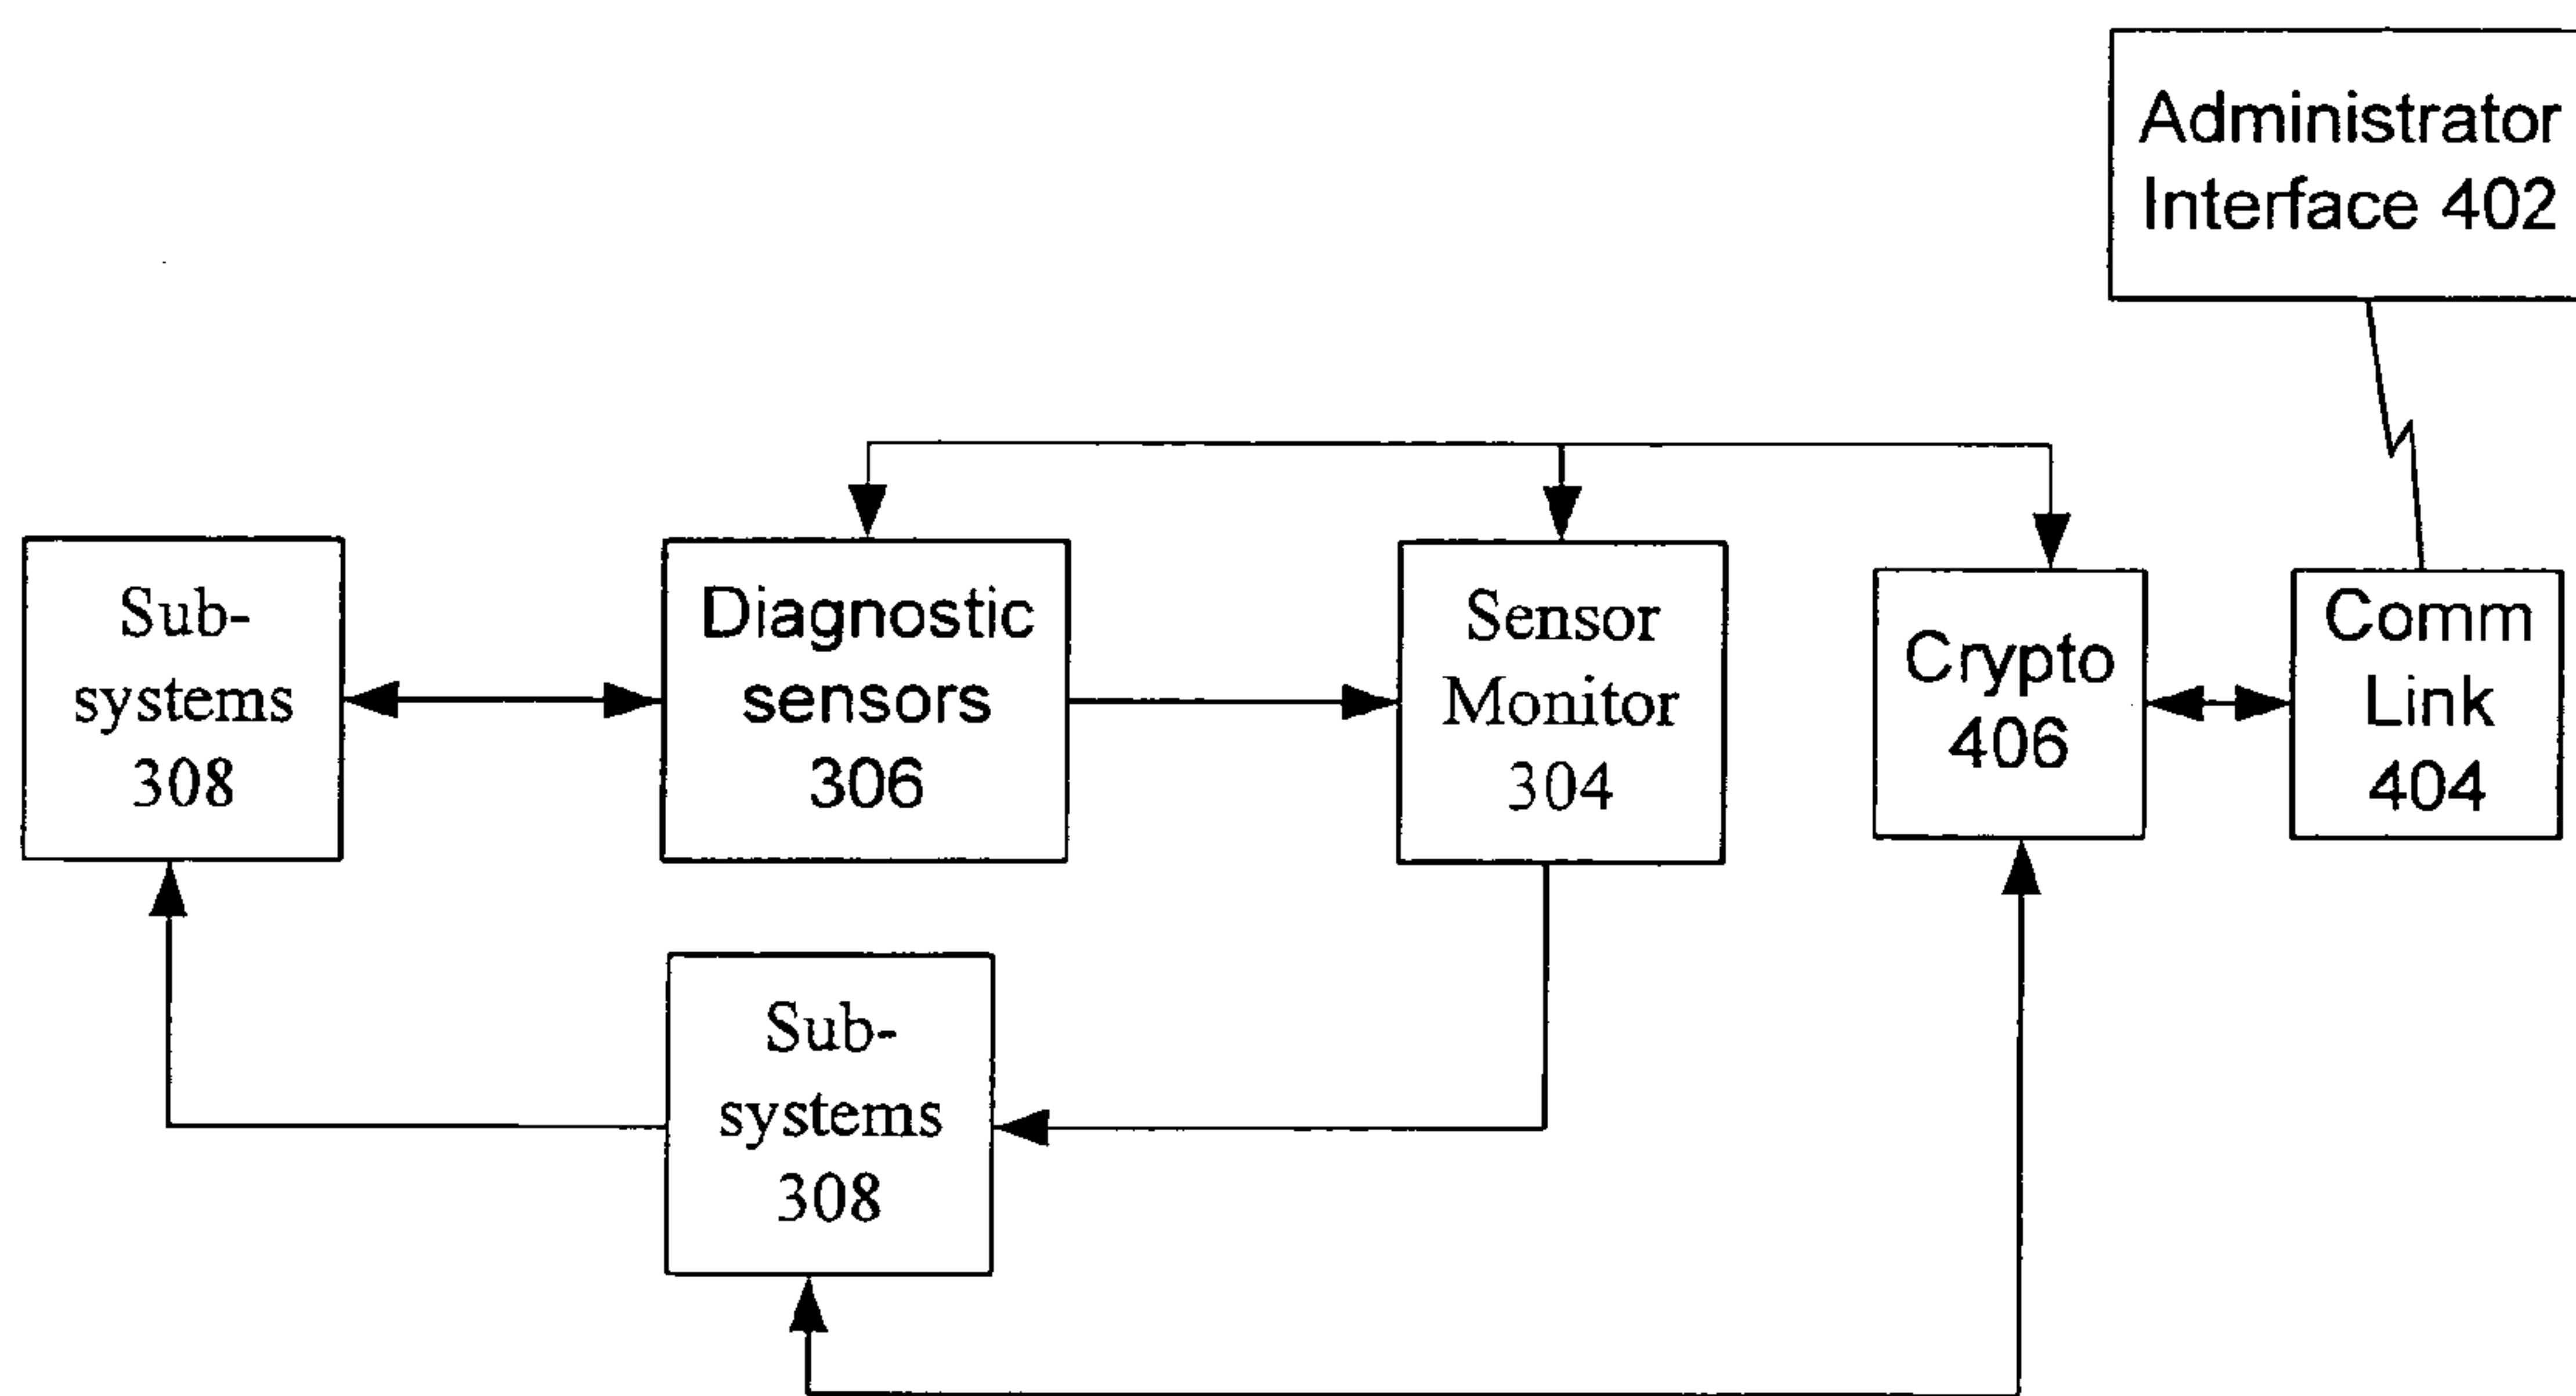 Administrator
Interface 402
Sub-
systems
308
Diagnostic
sensors
306
Sensor
Monitor
304
Crypto
406
Comm
Link
404
Sub-
systems
308